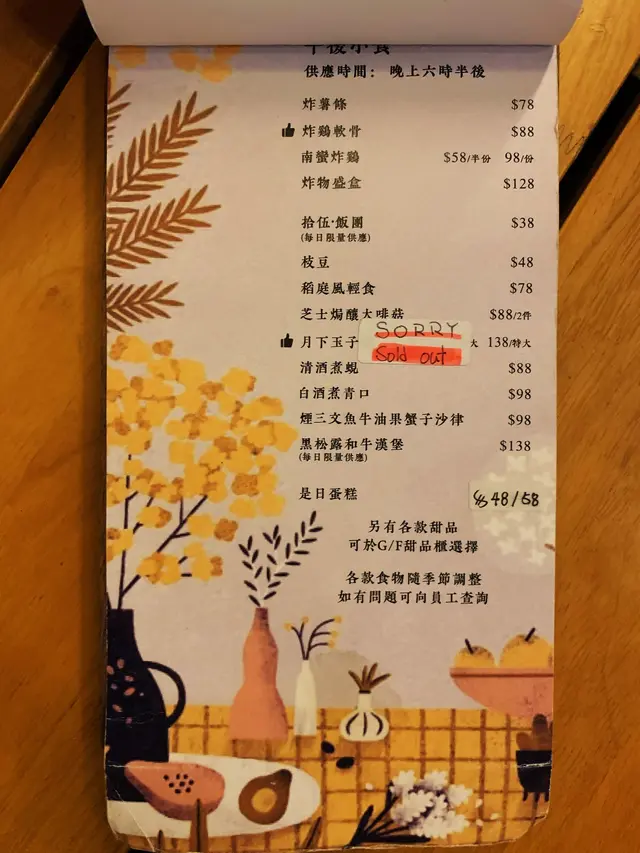 午後小食
供應時間： 晚上六時半後
炸薯條 $78
炸鷄軟骨 $88
南蠻炸鷄 $58/半份 98/份
炸物盛盒 $128
拾伍·飯團 $38
(每日限量供應)
枝豆 $48
稻庭風輕食 $78
芝士焗釀大啡菇 $88/2件
SORRY
月下玉子 大 138/特大
Sold out
清酒煮蜆 $88
白酒煮青口 $98
煙三文魚牛油果蟹子沙律 $98
黑松露和牛漢堡 $138
(每日限量供應)
是日蛋糕 $48/58
另有各款甜品
可於G/F甜品櫃選擇
各款食物隨季節調整
如有問題可向員工查詢